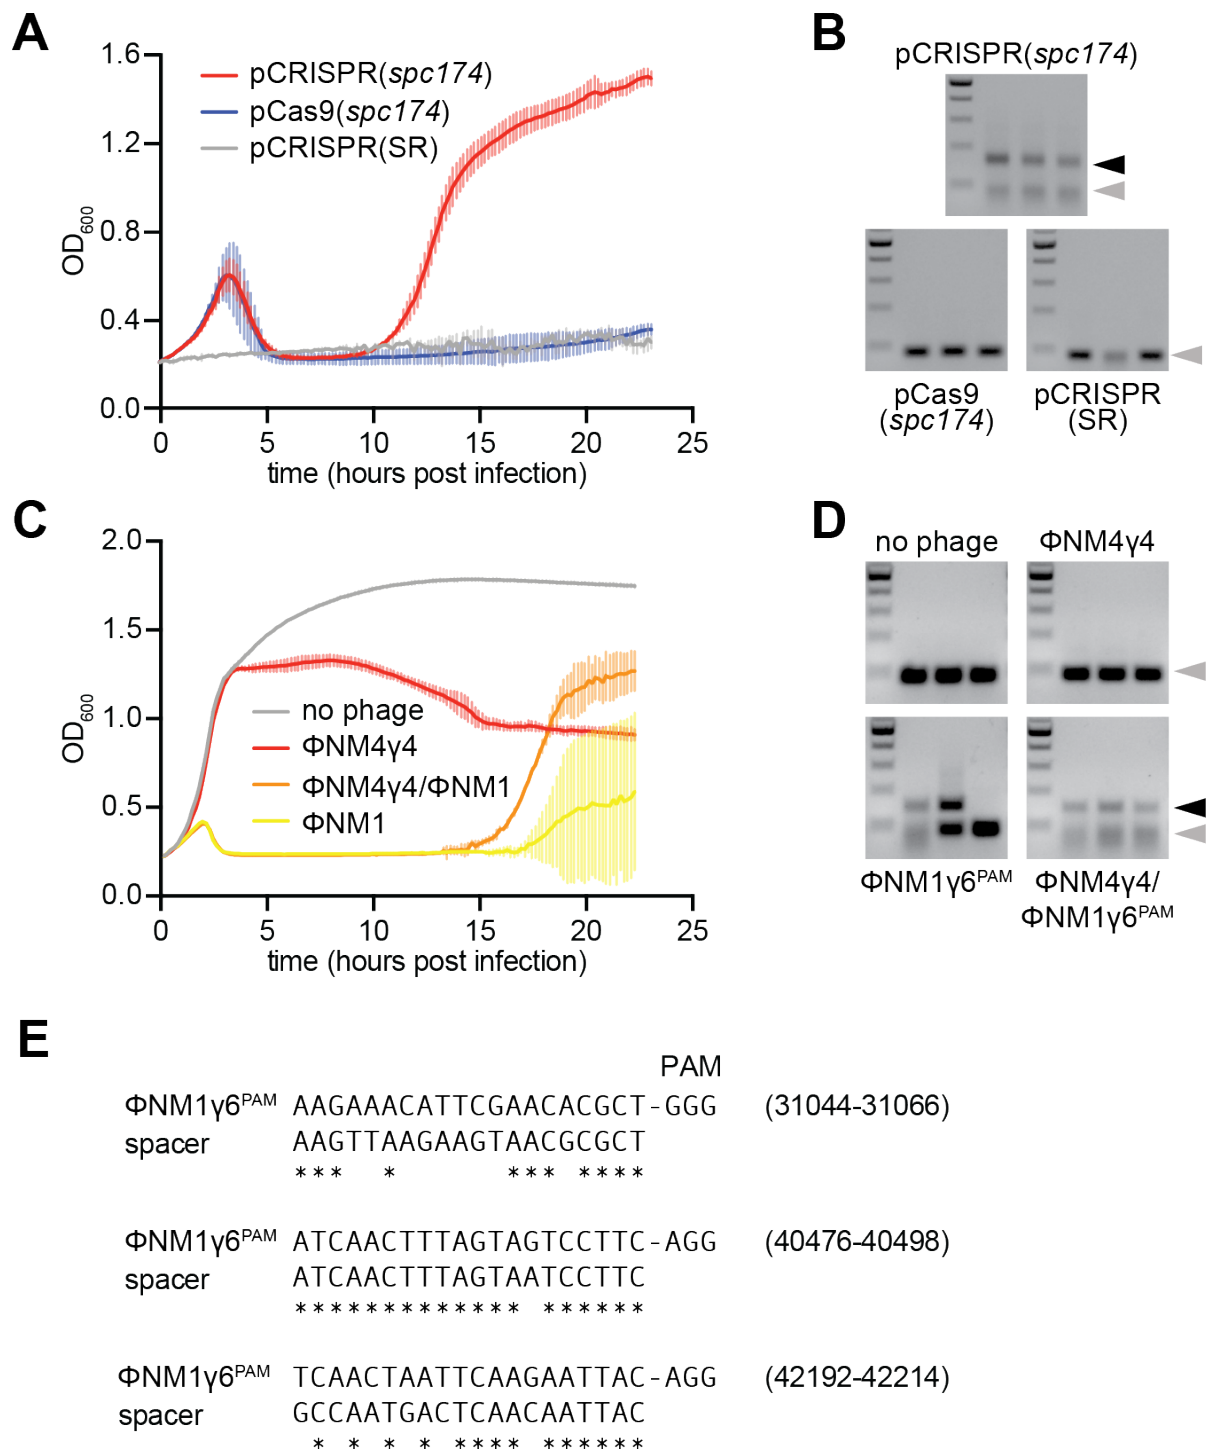 A
1.6
1.2
0.8
0.4
0.0
OD600
pCRISPR(spc174)
pCas9(spc174)
pCRISPR(SR)
0 5 10 15 20 25
time (hours post infection)
B
pCRISPR(spc174)
pCas9
(spc174)
pCRISPR
(SR)
C
2.0
1.5
1.0
0.5
0.0
OD600
no phage
ΦNM4γ4
ΦNM4γ4/ΦNM1
ΦNM1
0 5 10 15 20 25
time (hours post infection)
D
no phage
ΦNM4γ4
ΦNM1γ6PAM
ΦNM4γ4/
ΦNM1γ6PAM
E
PAM
ΦNM1γ6PAM AAGAAACATTCGAACACGCT-GGG (31044-31066)
spacer AAGTTAAGAAGTAACGCGCT
*** * *** ****
ΦNM1γ6PAM ATCAACTTTAGTAGTCCTTC-AGG (40476-40498)
spacer ATCAACTTTAGTAATCCTTC
************* ******
ΦNM1γ6PAM TCAACTAATTCAAGAATTAC-AGG (42192-42214)
spacer GCCAATGACTCAACAATTAC
* * * * **** ******